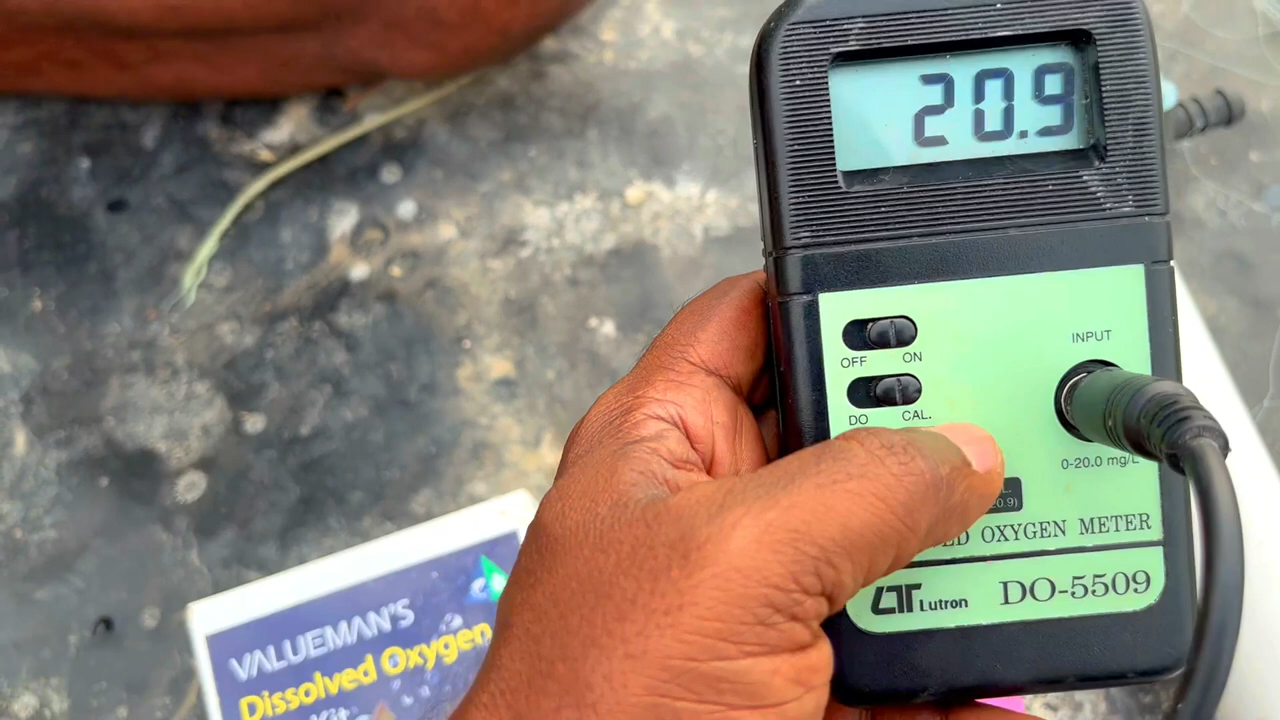 20.9
OFF ON
INPUT
DO CAL.
0-20.0 mg/L
OXYGEN METER
Lutron DO-5509
VALUEMAN'S
Dissolved Oxygen
Kit